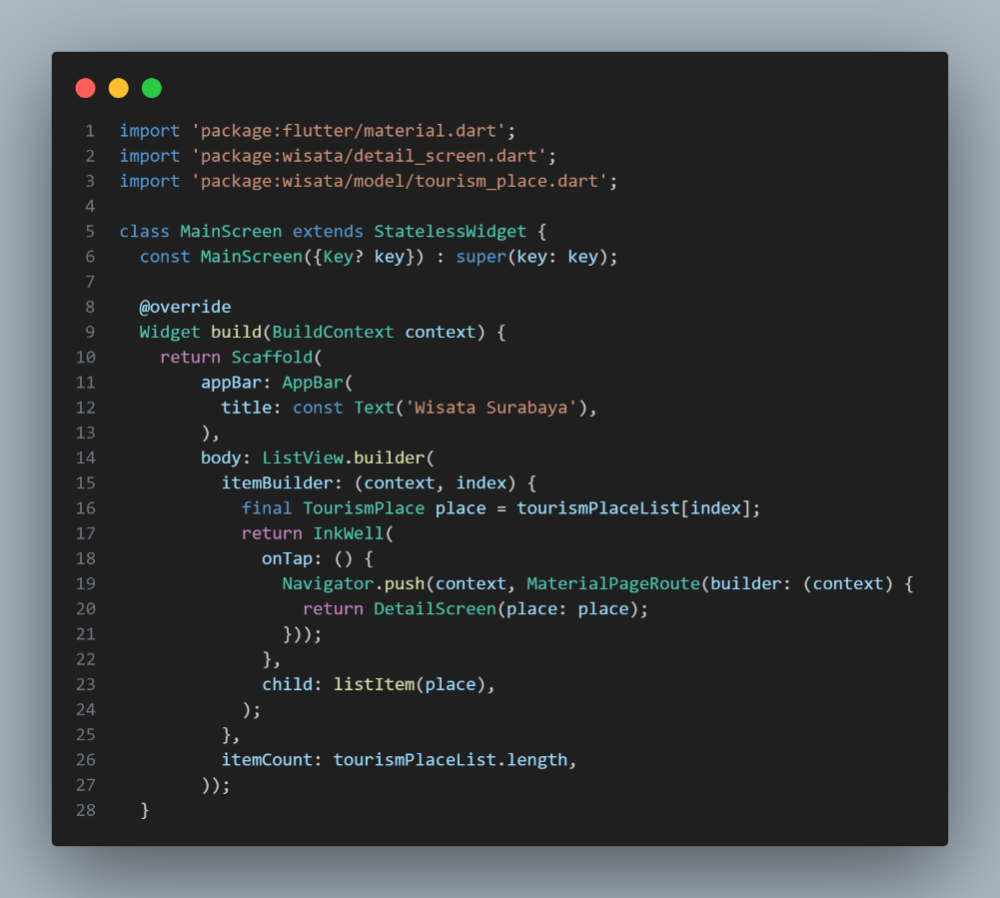 1 import 'package:flutter/material.dart';
2 import 'package:wisata/detail_screen.dart';
3 import 'package:wisata/model/tourism_place.dart';
4
5 class MainScreen extends StatelessWidget {
6   const MainScreen({Key? key}) : super(key: key);
7
8   @override
9   Widget build(BuildContext context) {
10     return Scaffold(
11         appBar: AppBar(
12           title: const Text('Wisata Surabaya'),
13         ),
14         body: ListView.builder(
15           itemBuilder: (context, index) {
16             final TourismPlace place = tourismPlaceList[index];
17             return InkWell(
18               onTap: () {
19                 Navigator.push(context, MaterialPageRoute(builder: (context) {
20                   return DetailScreen(place: place);
21                 }));
22               },
23               child: listItem(place),
24             );
25           },
26           itemCount: tourismPlaceList.length,
27         ));
28   }